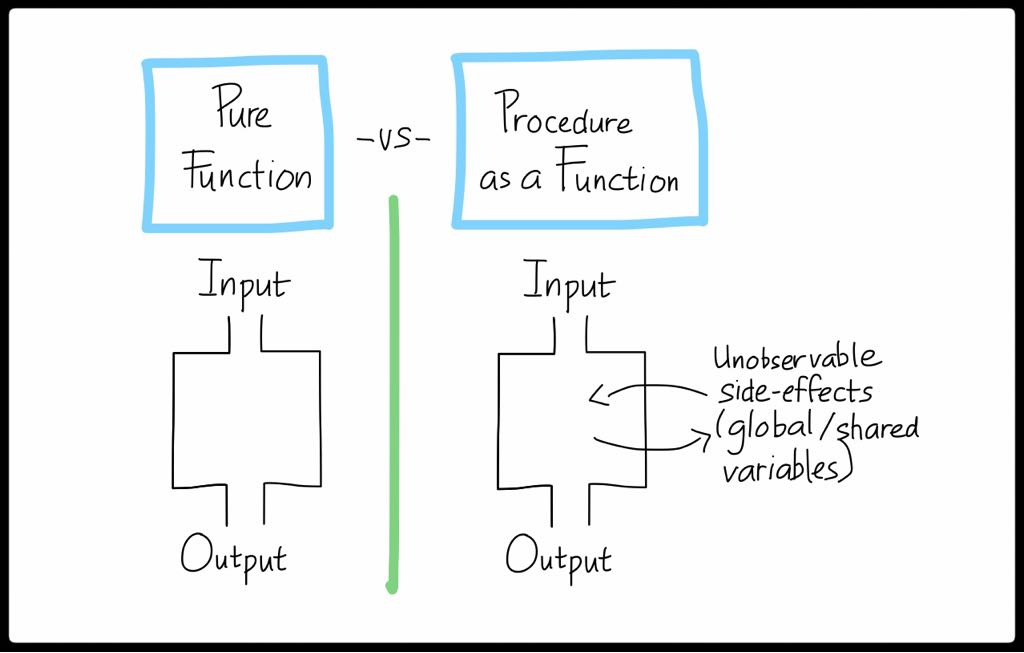 Pure
Function
-vs-
Procedure
as a Function
Input
Output
Input
Unobservable
side-effects
(global/shared
variables)
Output